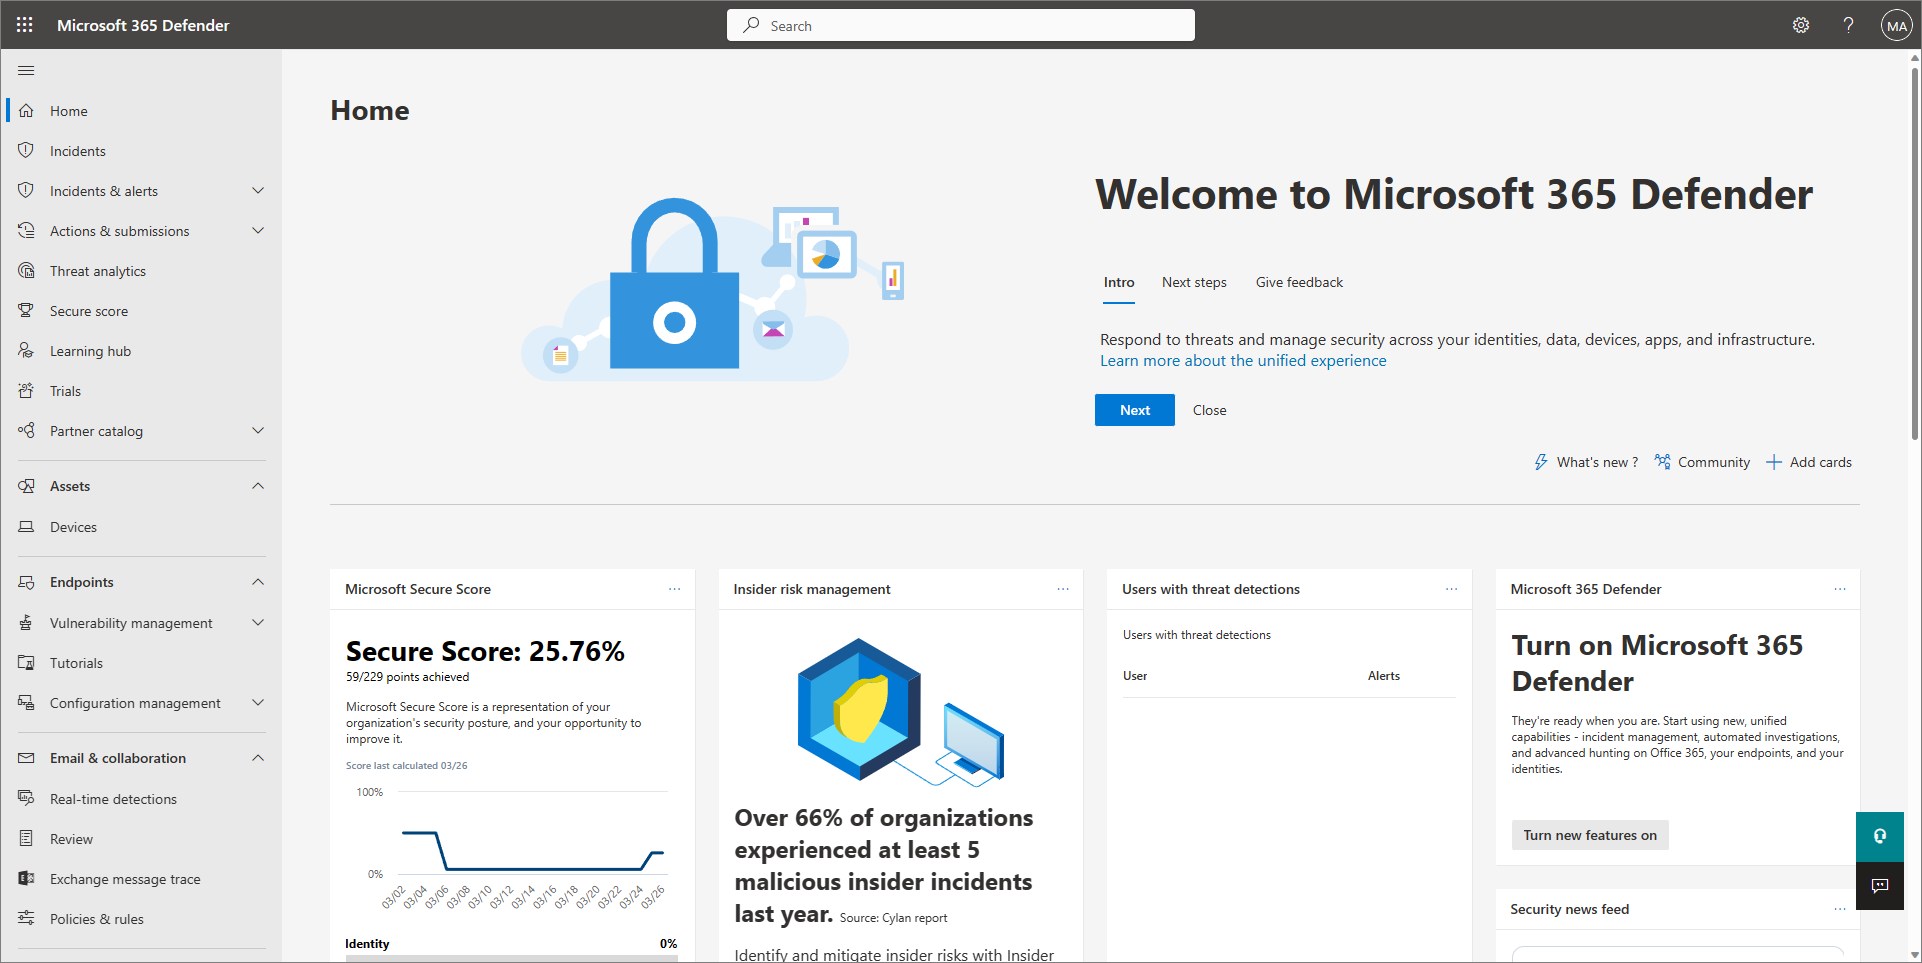 Microsoft 365 Defender
Search
MA
Home
Incidents
Incidents & alerts
Actions & submissions
Threat analytics
Secure score
Learning hub
Trials
Partner catalog
Assets
Devices
Endpoints
Vulnerability management
Tutorials
Configuration management
Email & collaboration
Real-time detections
Review
Exchange message trace
Policies & rules
Home
Welcome to Microsoft 365 Defender
Intro Next steps Give feedback
Respond to threats and manage security across your identities, data, devices, apps, and infrastructure.
Learn more about the unified experience
Next Close
What's new ? Community Add cards
Microsoft Secure Score
Secure Score: 25.76%
59/229 points achieved
Microsoft Secure Score is a representation of your
organization's security posture, and your opportunity to
improve it.
Score last calculated 03/26
100%
0%
03/02 03/04 03/06 03/08 03/10 03/12 03/14 03/16 03/18 03/20 03/22 03/24 03/26
Identity 0%
Insider risk management
Over 66% of organizations
experienced at least 5
malicious insider incidents
last year. Source: Cylan report
Identify and mitigate insider risks with Insider
Users with threat detections
Users with threat detections
User Alerts
Microsoft 365 Defender
Turn on Microsoft 365
Defender
They're ready when you are. Start using new, unified
capabilities - incident management, automated investigations,
and advanced hunting on Office 365, your endpoints, and your
identities.
Turn new features on
Security news feed